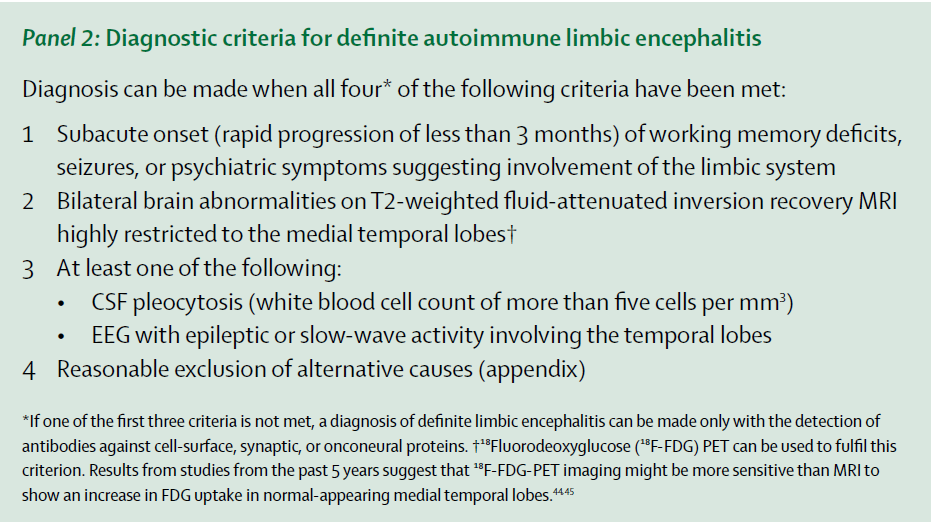 Panel 2: Diagnostic criteria for definite autoimmune limbic encephalitis
Diagnosis can be made when all four* of the following criteria have been met:
1 Subacute onset (rapid progression of less than 3 months) of working memory deficits,
seizures, or psychiatric symptoms suggesting involvement of the limbic system
2 Bilateral brain abnormalities on T2-weighted fluid-attenuated inversion recovery MRI
highly restricted to the medial temporal lobes†
3 At least one of the following:
• CSF pleocytosis (white blood cell count of more than five cells per mm³)
• EEG with epileptic or slow-wave activity involving the temporal lobes
4 Reasonable exclusion of alternative causes (appendix)
*If one of the first three criteria is not met, a diagnosis of definite limbic encephalitis can be made only with the detection of
antibodies against cell-surface, synaptic, or onconeural proteins. †¹⁸Fluorodeoxyglucose (¹⁸F-FDG) PET can be used to fulfil this
criterion. Results from studies from the past 5 years suggest that ¹⁸F-FDG-PET imaging might be more sensitive than MRI to
show an increase in FDG uptake in normal-appearing medial temporal lobes.⁴⁴,⁴⁵